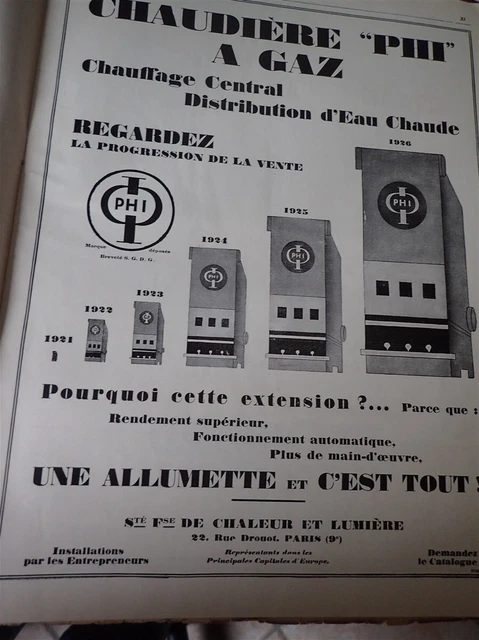 CHAUDIÈRE "PHI"
A GAZ
Chauffage Central
Distribution d'Eau Chaude
REGARDEZ
LA PROGRESSION DE LA VENTE
1926
PHI
1925
PHI
1924
PHI
PHI
Marque déposée
Breveté S. G. D. G.
1923
1922
1921
Pourquoi cette extension ?... Parce que :
Rendement supérieur,
Fonctionnement automatique,
Plus de main-d'œuvre,
UNE ALLUMETTE ET C'EST TOUT !
STÉ FSE DE CHALEUR ET LUMIÈRE
22, Rue Drouot, PARIS (9e)
Installations
par les Entrepreneurs
Représentants dans les
Principales Capitales d'Europe.
Demandez
le Catalogue